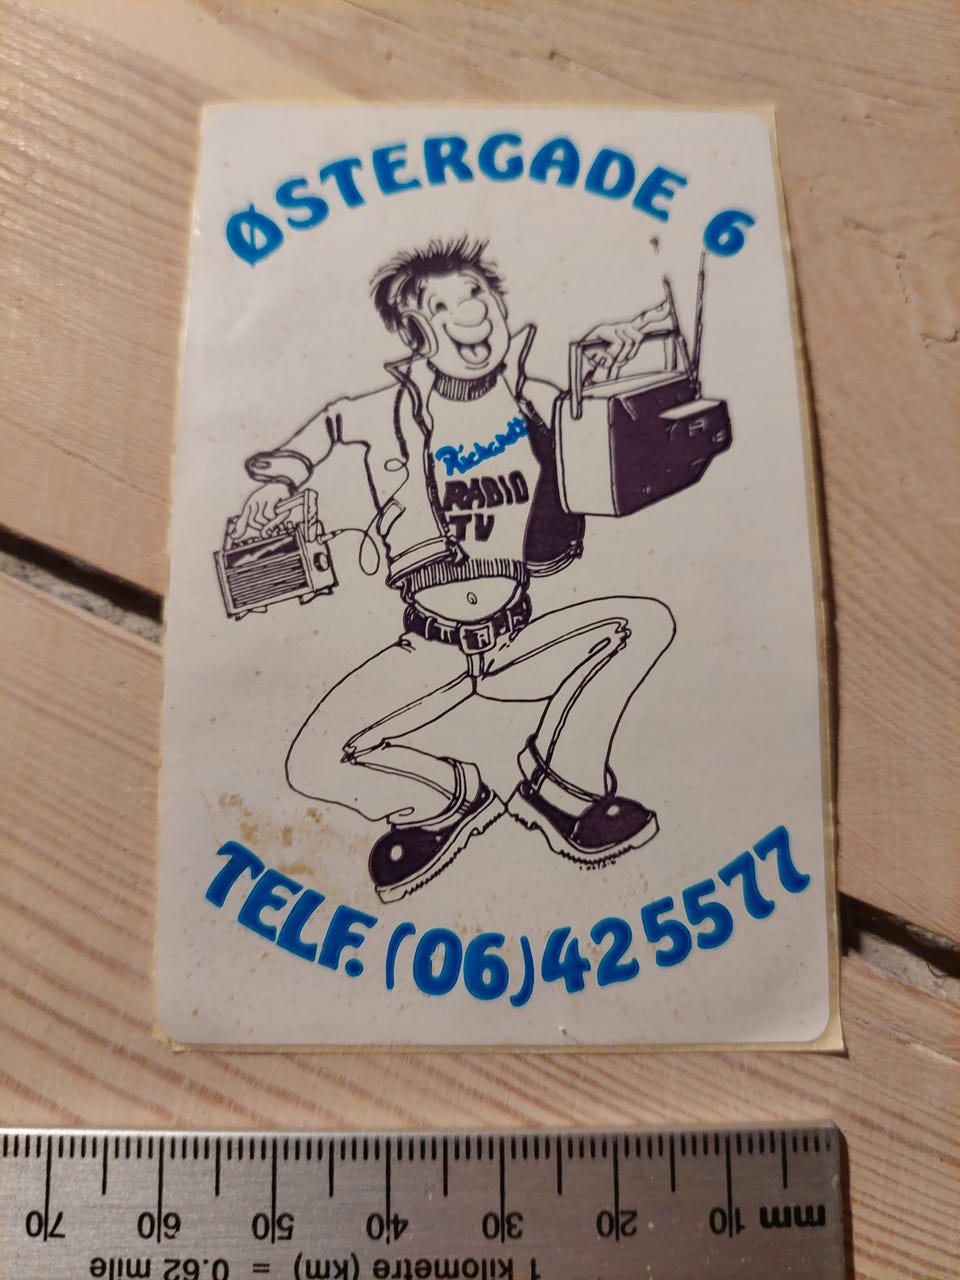 ØSTERGADE 6
Richardt
RADIO
TV
TELF. (06) 425577
mm 10 20 30 40 50 60 70
1 kilometre (km) = 0.62 mile